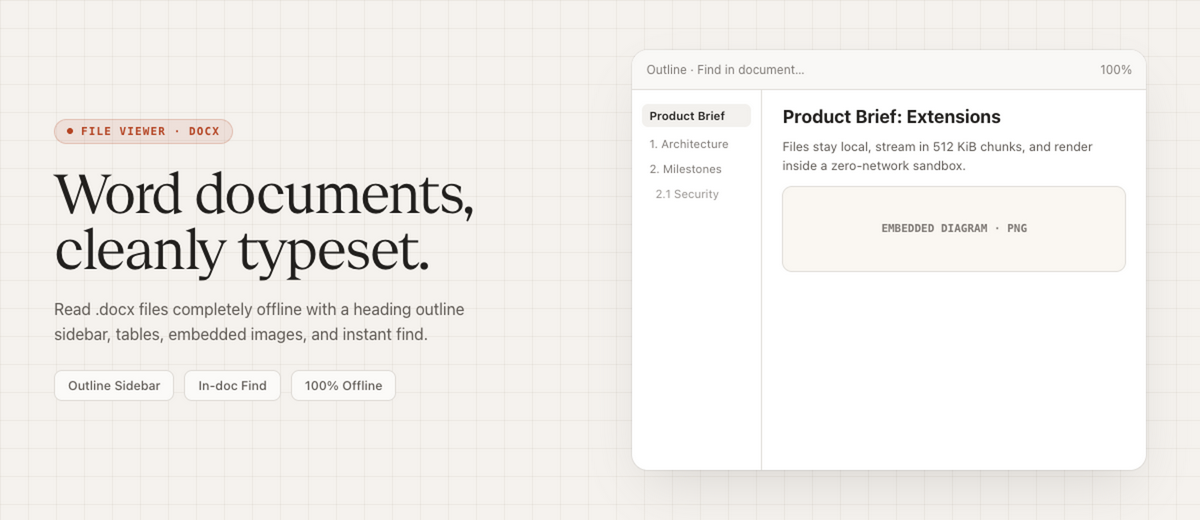 FILE VIEWER · DOCX
Word documents,
cleanly typeset.
Read .docx files completely offline with a heading outline
sidebar, tables, embedded images, and instant find.
Outline Sidebar
In-doc Find
100% Offline
Outline · Find in document...
100%
Product Brief
1. Architecture
2. Milestones
2.1 Security
Product Brief: Extensions
Files stay local, stream in 512 KiB chunks, and render
inside a zero-network sandbox.
EMBEDDED DIAGRAM · PNG